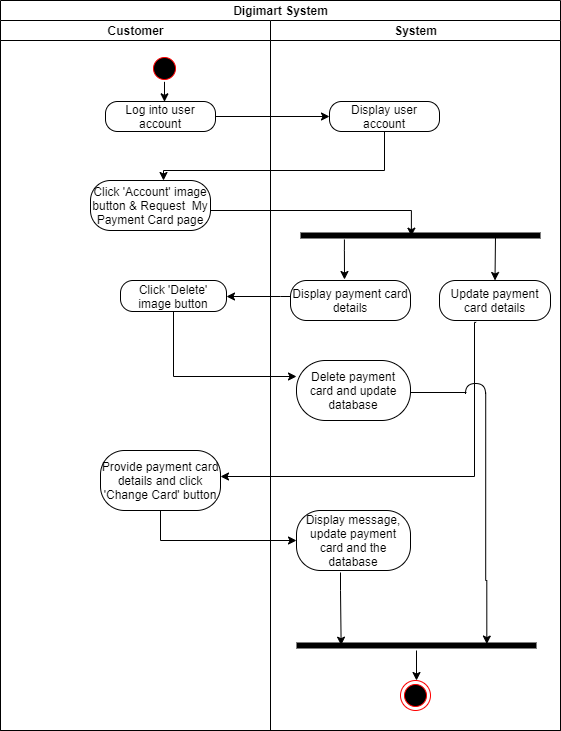 Digimart System
Customer
System
Log into user
account
Display user
account
Click 'Account' image
button & Request My
Payment Card page
Click 'Delete'
image button
Display payment card
details
Update payment
card details
Delete payment
card and update
database
Provide payment card
details and click
'Change Card' button
Display message,
update payment
card and the
database